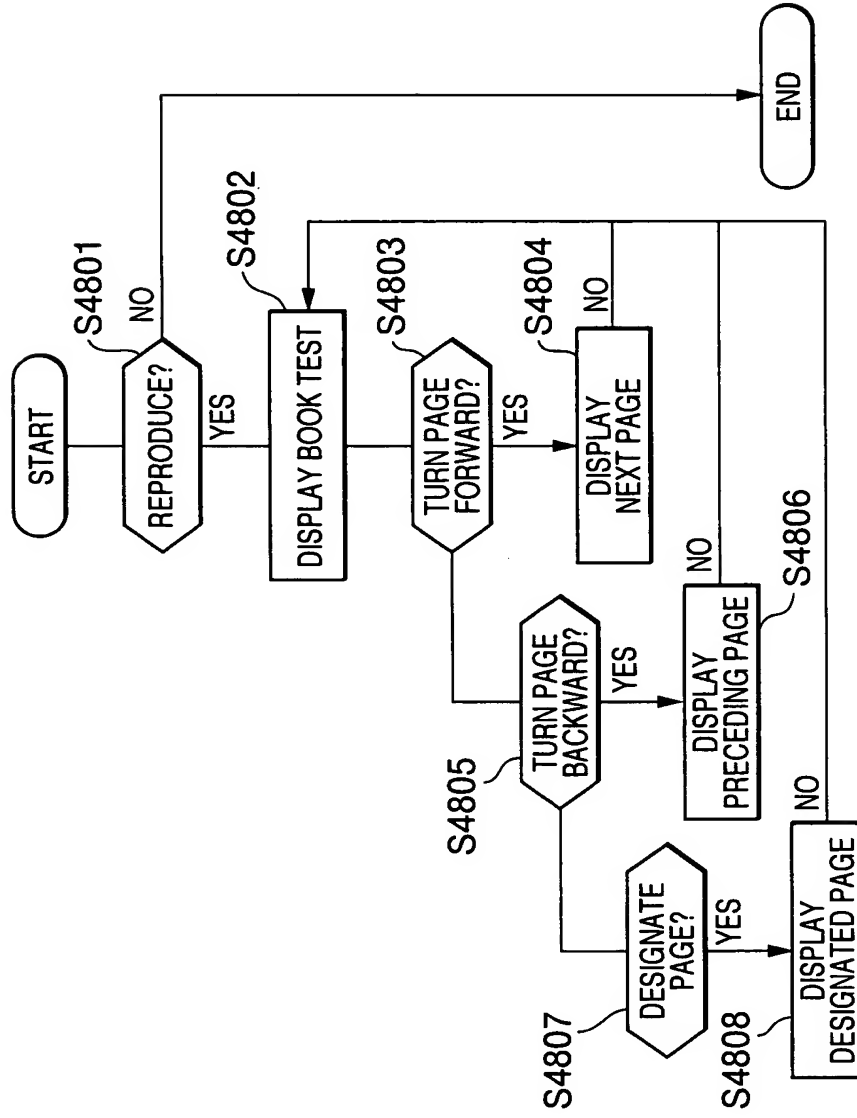 START
REPRODUCE?
S4801
NO
YES
S4802
DISPLAY BOOK TEST
S4803
TURN PAGE
FORWARD?
YES
S4804
DISPLAY
NEXT PAGE
NO
S4805
TURN PAGE
BACKWARD?
YES
DISPLAY
PRECEDING PAGE
NO
S4806
S4807
DESIGNATE
PAGE?
YES
S4808
DISPLAY
DESIGNATED PAGE
NO
END